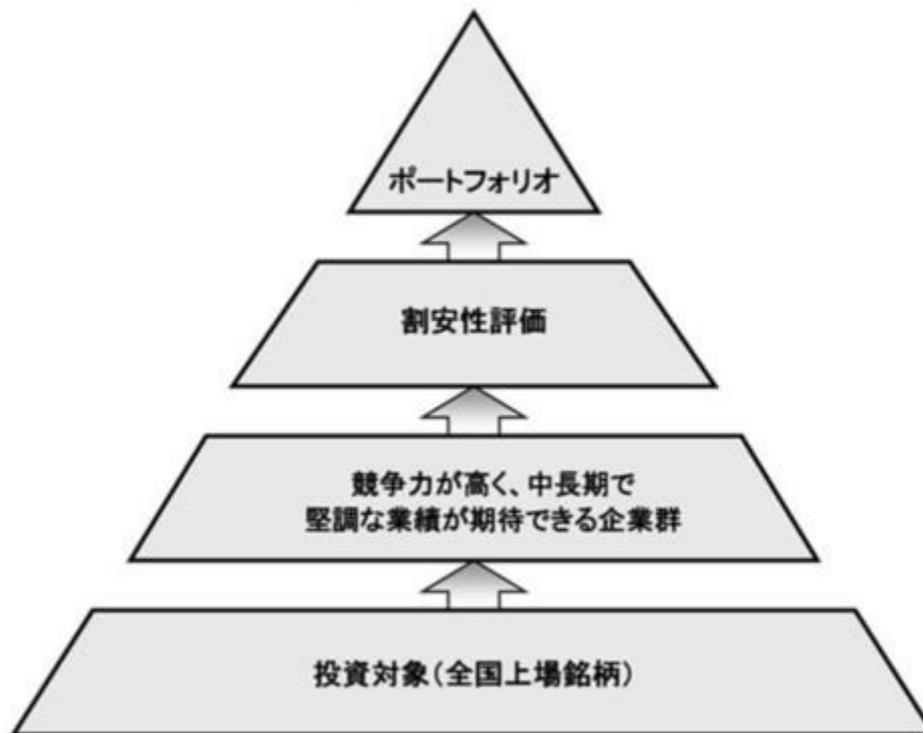 ポートフォリオ
割安性評価
競争力が高く、中長期で
堅調な業績が期待できる企業群
投資対象(全国上場銘柄)